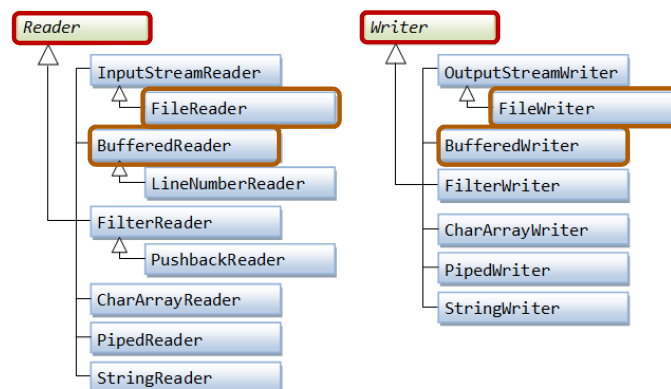 Reader
InputStreamReader
FileReader
BufferedReader
LineNumberReader
FilterReader
PushbackReader
CharArrayReader
PipedReader
StringReader
Writer
OutputStreamWriter
FileWriter
BufferedWriter
FilterWriter
CharArrayWriter
PipedWriter
StringWriter